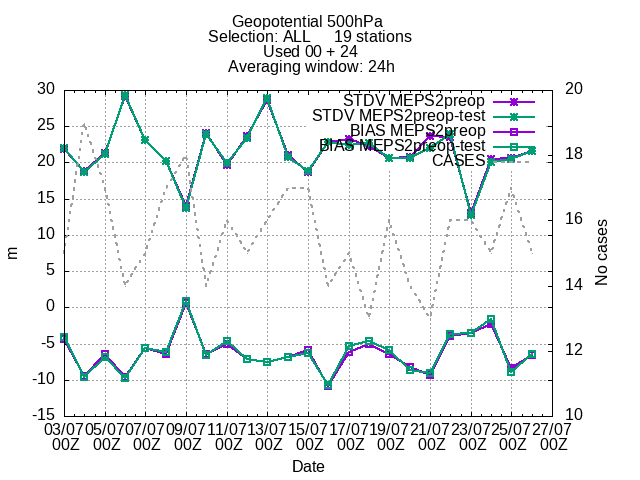 Geopotential 500hPa
Selection: ALL 19 stations
Used 00 + 24
Averaging window: 24h
STDV MEPS2preop
STDV MEPS2preop-test
BIAS MEPS2preop
BIAS MEPS2preop-test
CASES
30
25
20
15
10
5
0
-5
-10
-15
m
20
18
16
14
12
10
No cases
03/07 05/07 07/07 09/07 11/07 13/07 15/07 17/07 19/07 21/07 23/07 25/07 27/07
00Z 00Z 00Z 00Z 00Z 00Z 00Z 00Z 00Z 00Z 00Z 00Z 00Z
Date